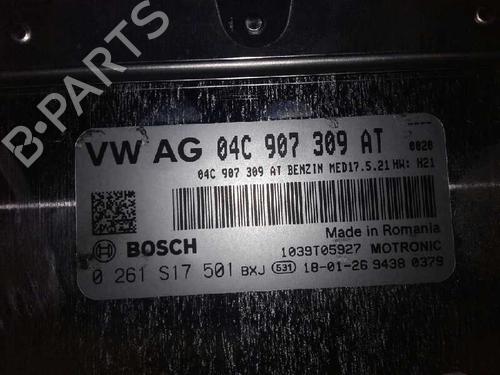 VW AG 04C 907 309 AT 0020
04C 907 309 AT BENZIN MED17.5.21 HW: H21
Made in Romania
BOSCH 1039T05927 MOTRONIC
0 261 S17 501 BXJ 531 18-01-26 9438 0379
B-PARTS